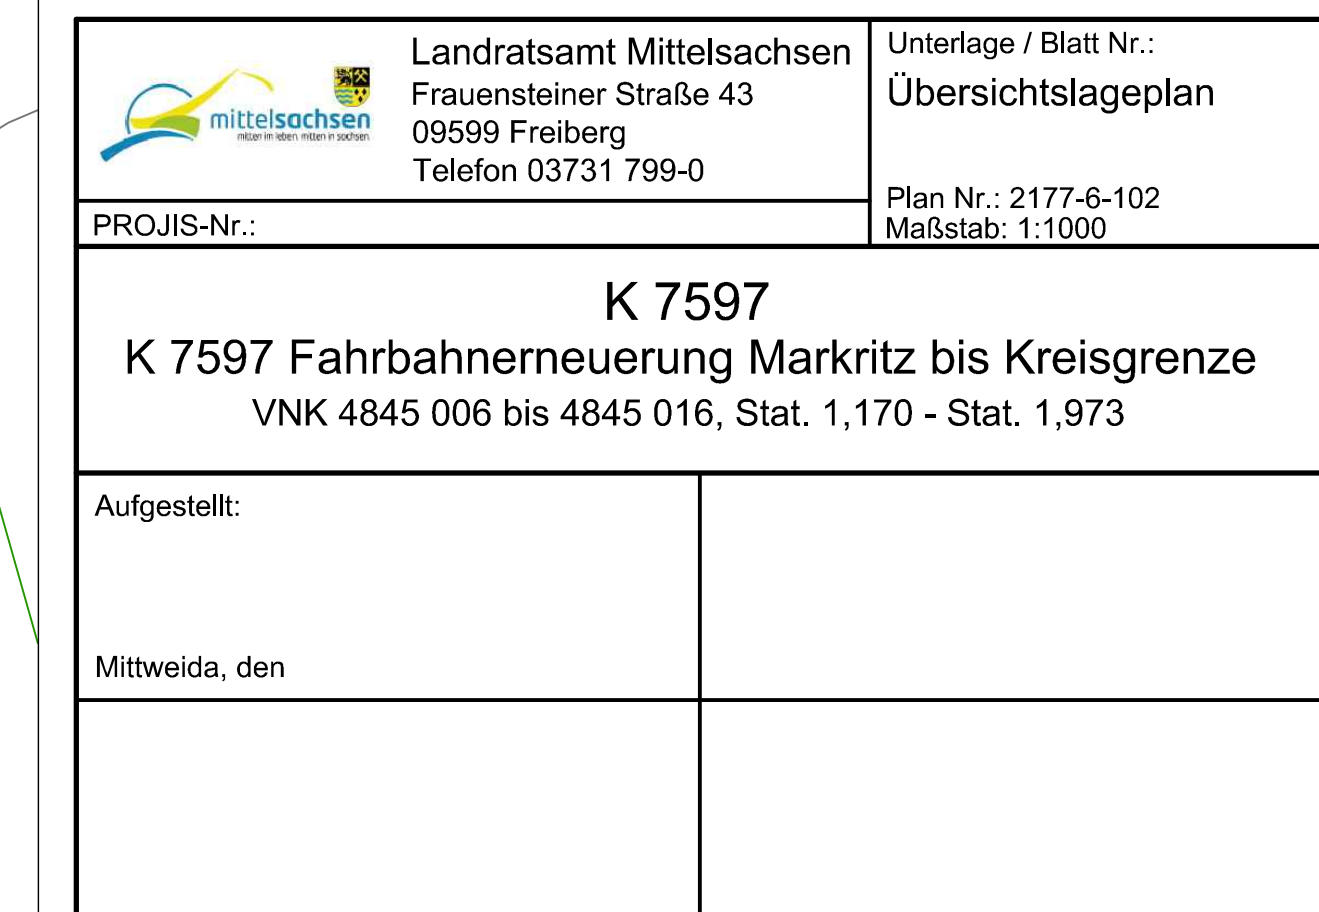 mittelsachsen
mitten im leben. mitten in sachsen.
Landratsamt Mittelsachsen
Frauensteiner Straße 43
09599 Freiberg
Telefon 03731 799-0
Unterlage / Blatt Nr.:
Übersichtslageplan
Plan Nr.: 2177-6-102
Maßstab: 1:1000
PROJIS-Nr.:
K 7597
K 7597 Fahrbahnerneuerung Markritz bis Kreisgrenze
VNK 4845 006 bis 4845 016, Stat. 1,170 - Stat. 1,973
Aufgestellt:
Mittweida, den